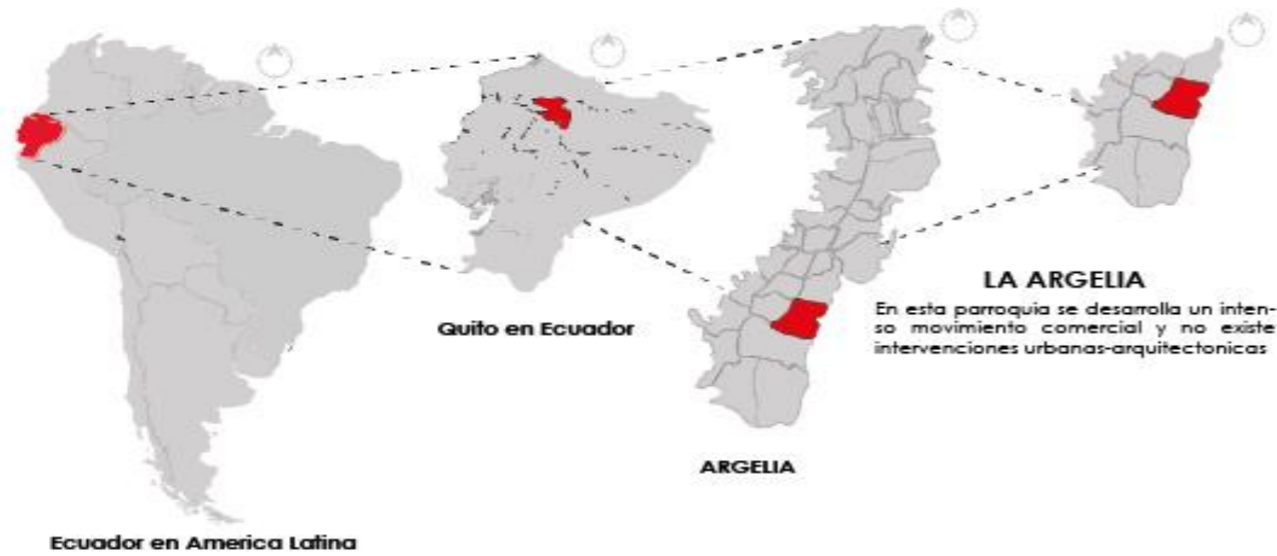 LA ARGELIA
En esta parroquia se desarrolla un inten-
so movimiento comercial y no existe
intervenciones urbanas-arquitectonicas
Quito en Ecuador
ARGELIA
Ecuador en America Latina